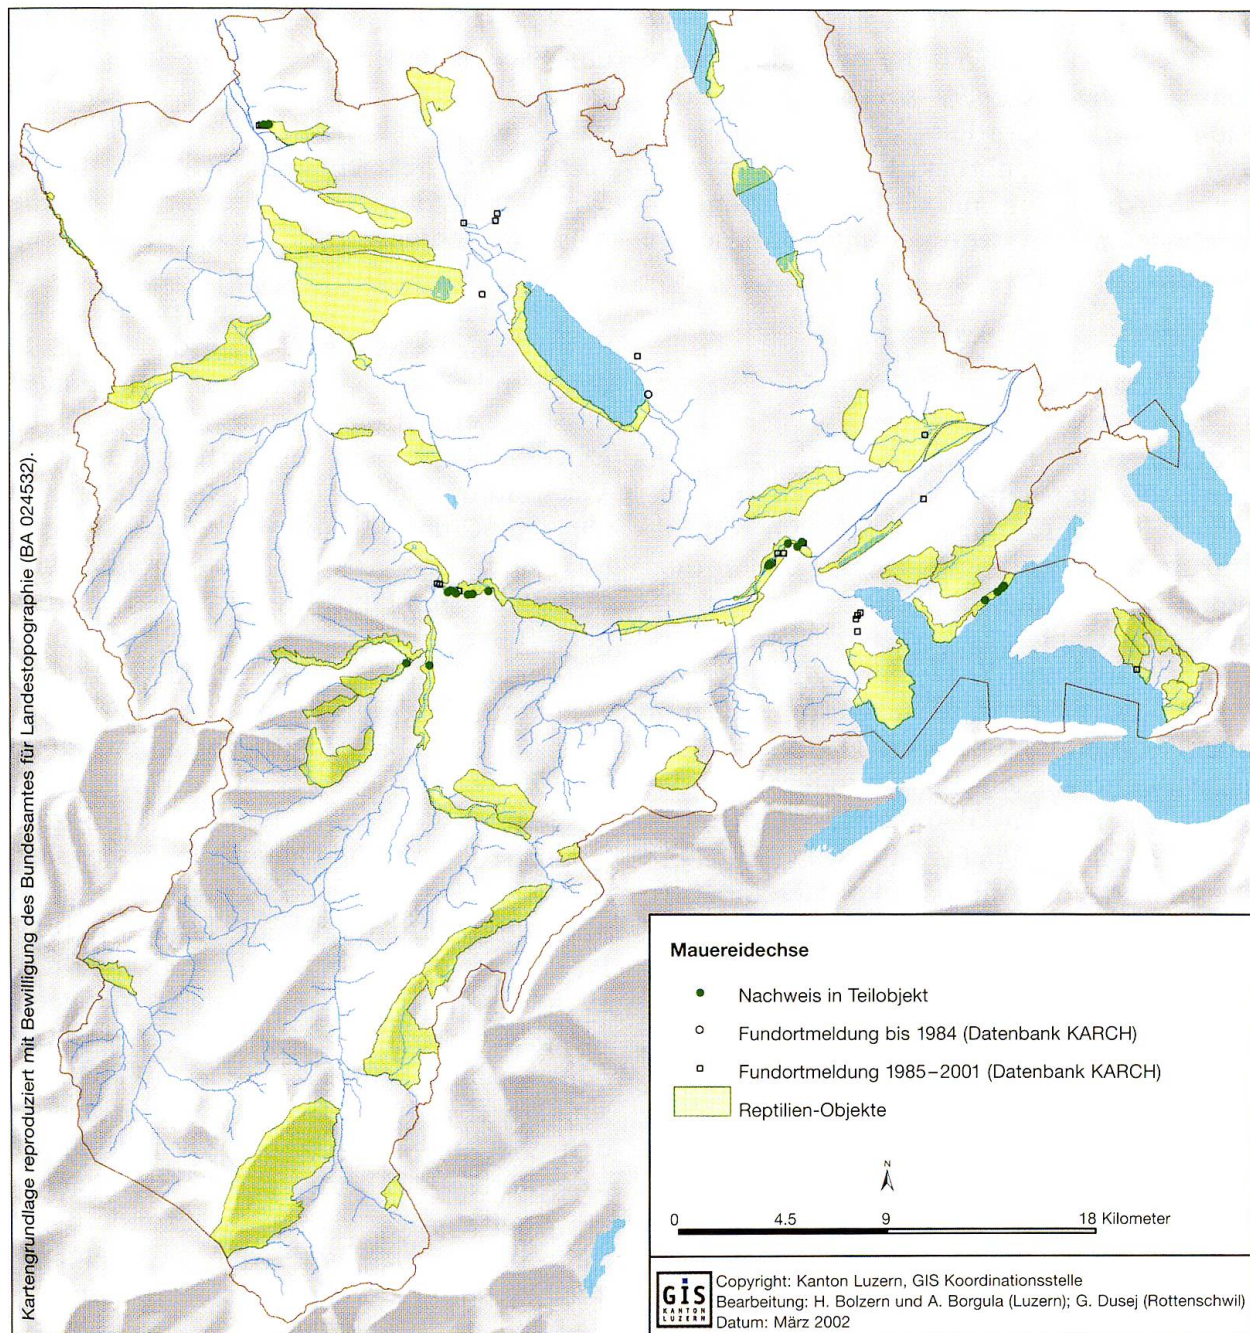 Kartengrundlage reproduziert mit Bewilligung des Bundesamtes für Landestopographie (BA 024532).
Mauereidechse
Nachweis in Teilobjekt
Fundortmeldung bis 1984 (Datenbank KARCH)
Fundortmeldung 1985–2001 (Datenbank KARCH)
Reptilien-Objekte
N
0 4.5 9 18 Kilometer
GIS
KANTON
LUZERN
Copyright: Kanton Luzern, GIS Koordinationsstelle
Bearbeitung: H. Bolzern und A. Borgula (Luzern); G. Dusej (Rottenschwil)
Datum: März 2002